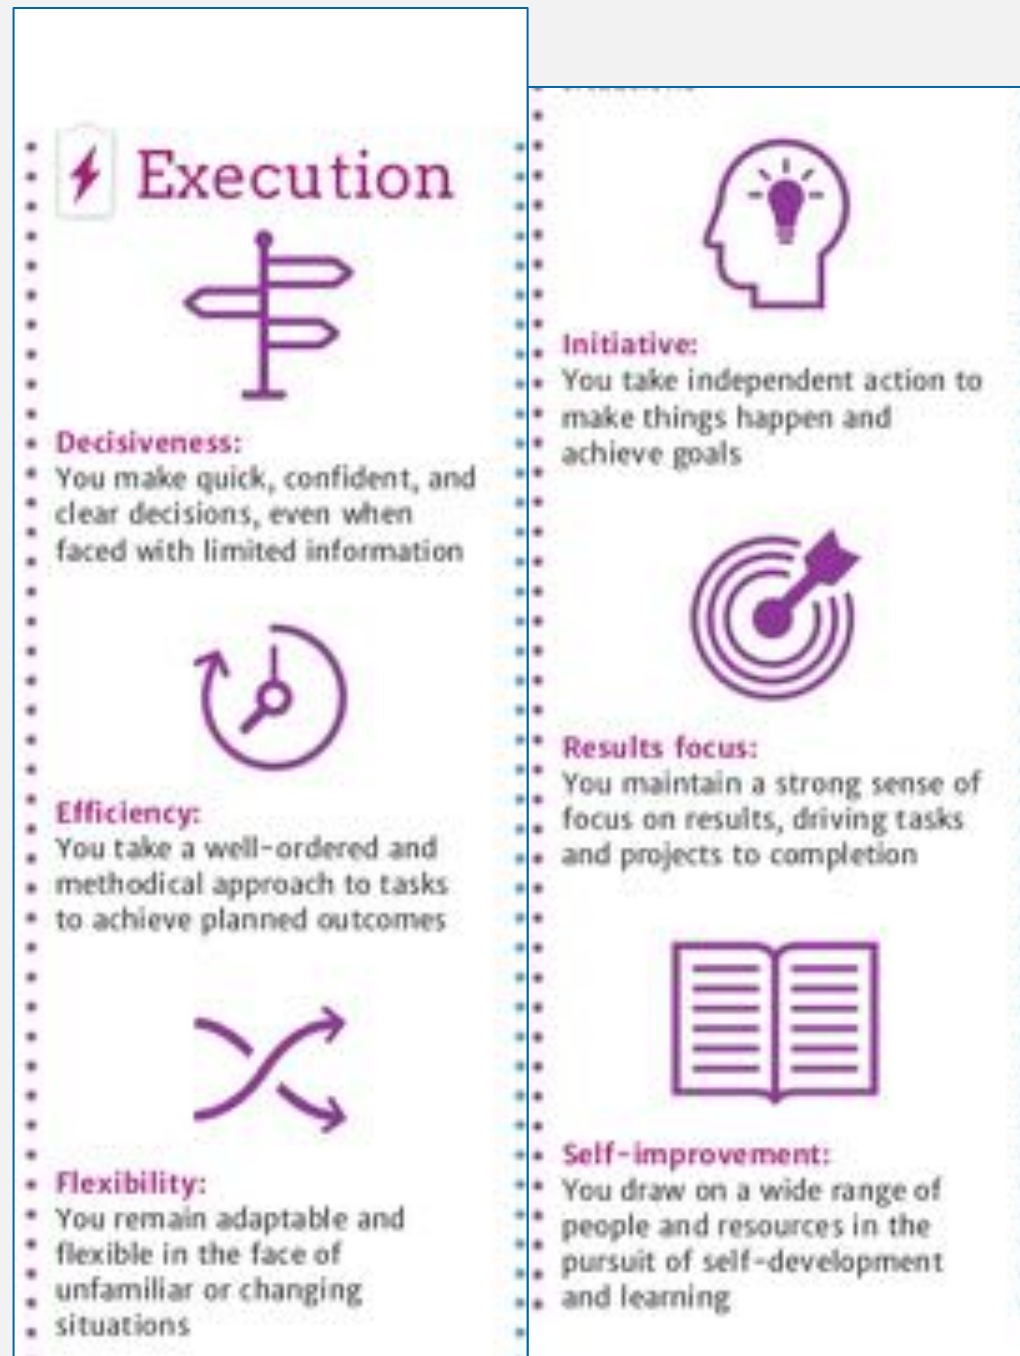 Execution
Decisiveness:
You make quick, confident, and
clear decisions, even when
faced with limited information
Efficiency:
You take a well-ordered and
methodical approach to tasks
to achieve planned outcomes
Flexibility:
You remain adaptable and
flexible in the face of
unfamiliar or changing
situations
Initiative:
You take independent action to
make things happen and
achieve goals
Results focus:
You maintain a strong sense of
focus on results, driving tasks
and projects to completion
Self-improvement:
You draw on a wide range of
people and resources in the
pursuit of self-development
and learning